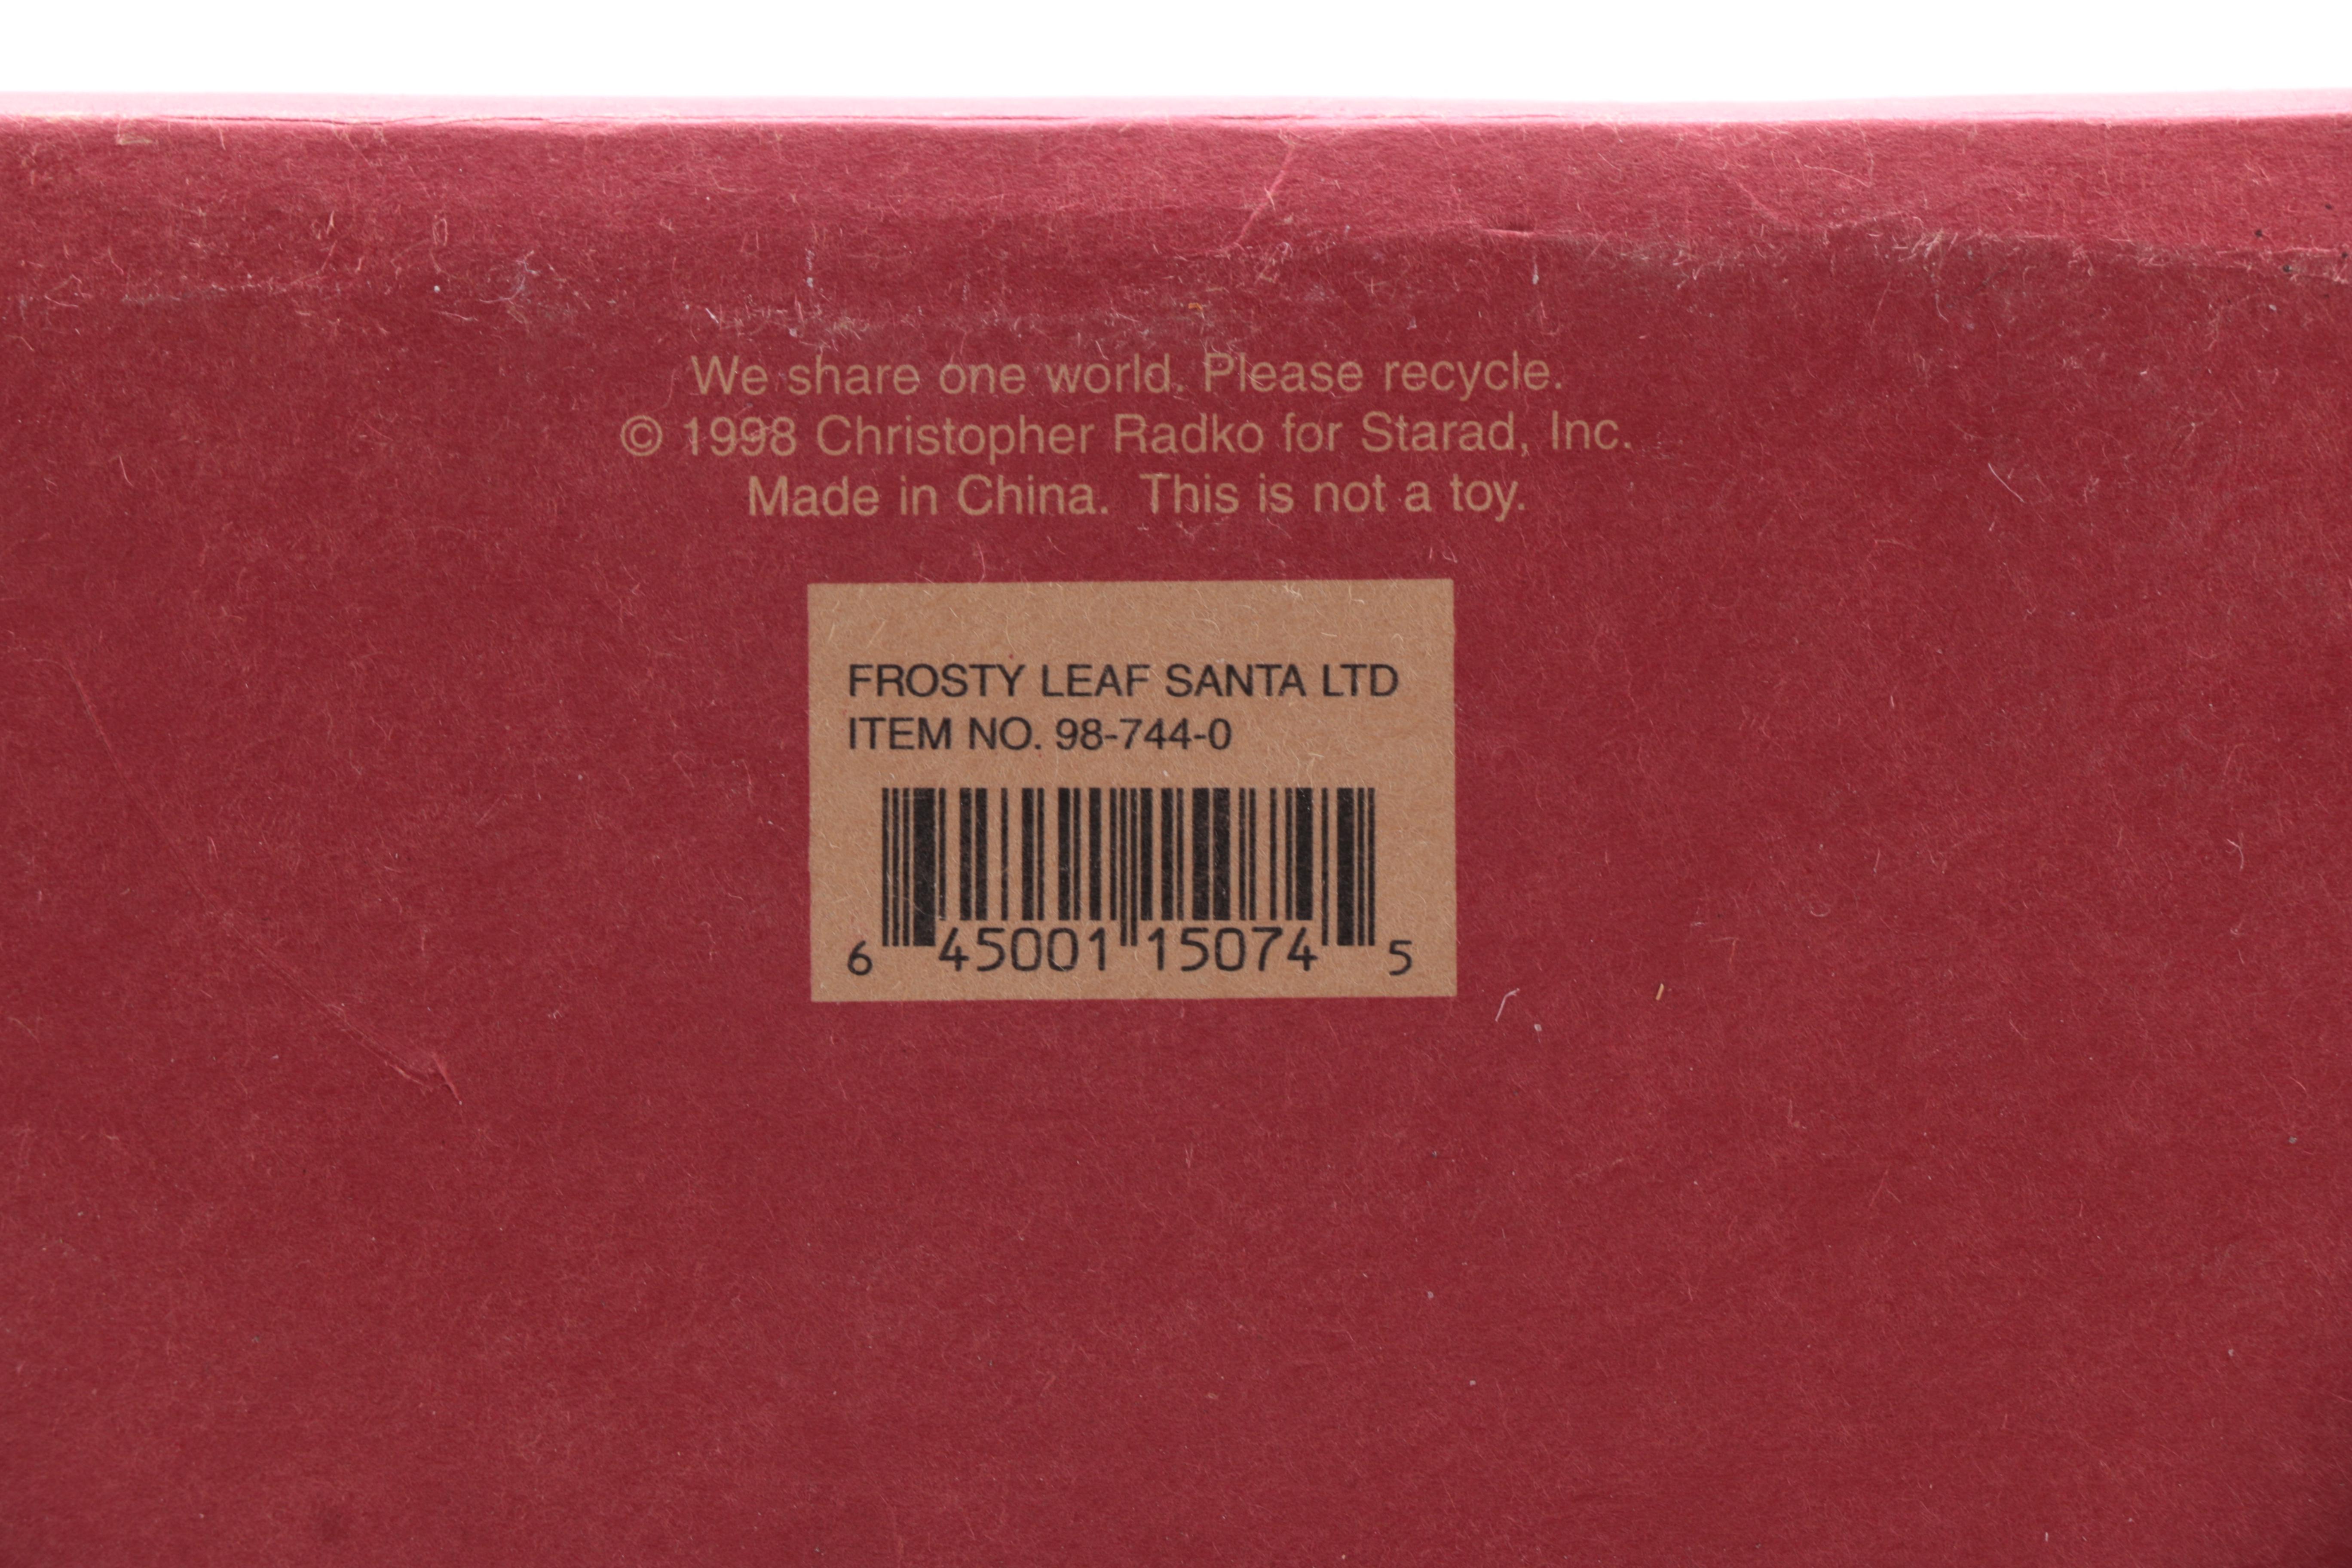 We share one world. Please recycle.
© 1998 Christopher Radko for Starad, Inc.
Made in China. This is not a toy.
FROSTY LEAF SANTA LTD
ITEM NO. 98-744-0
6 45001 15074 5